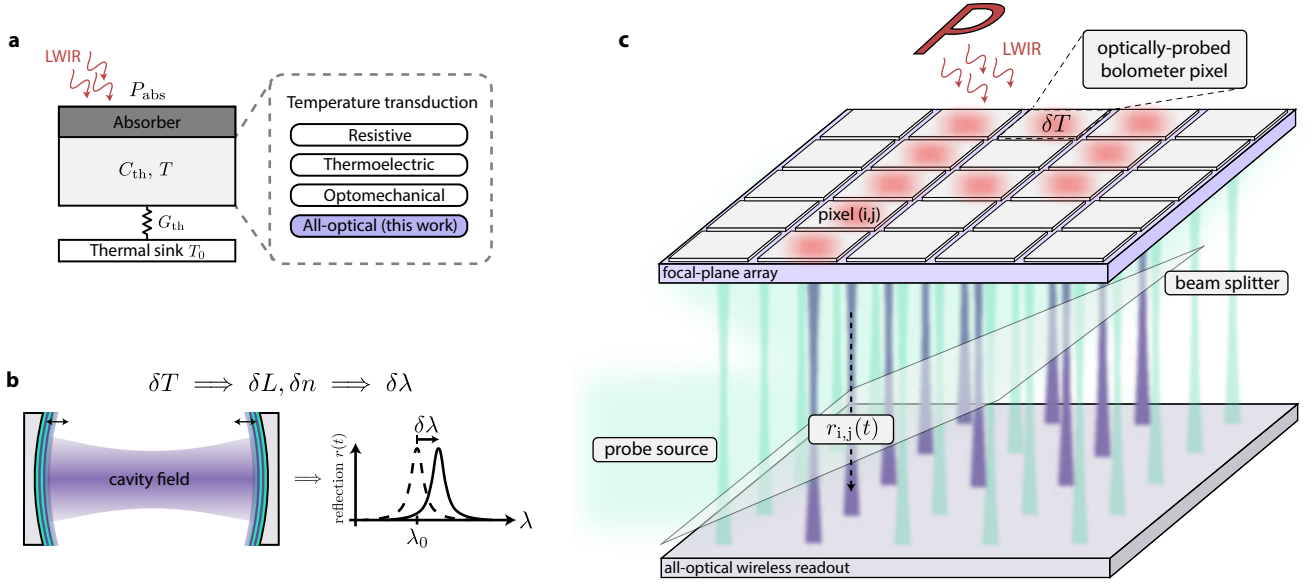 a
LWIR
P_abs
Absorber
C_th, T
G_th
Thermal sink T_0
Temperature transduction
Resistive
Thermoelectric
Optomechanical
All-optical (this work)
b
δT ⟹ δL, δn ⟹ δλ
cavity field
⇒
reflection r(t)
δλ
λ
λ_0
c
P
LWIR
optically-probed
bolometer pixel
δT
pixel (i,j)
focal-plane array
beam splitter
r_i,j(t)
probe source
all-optical wireless readout